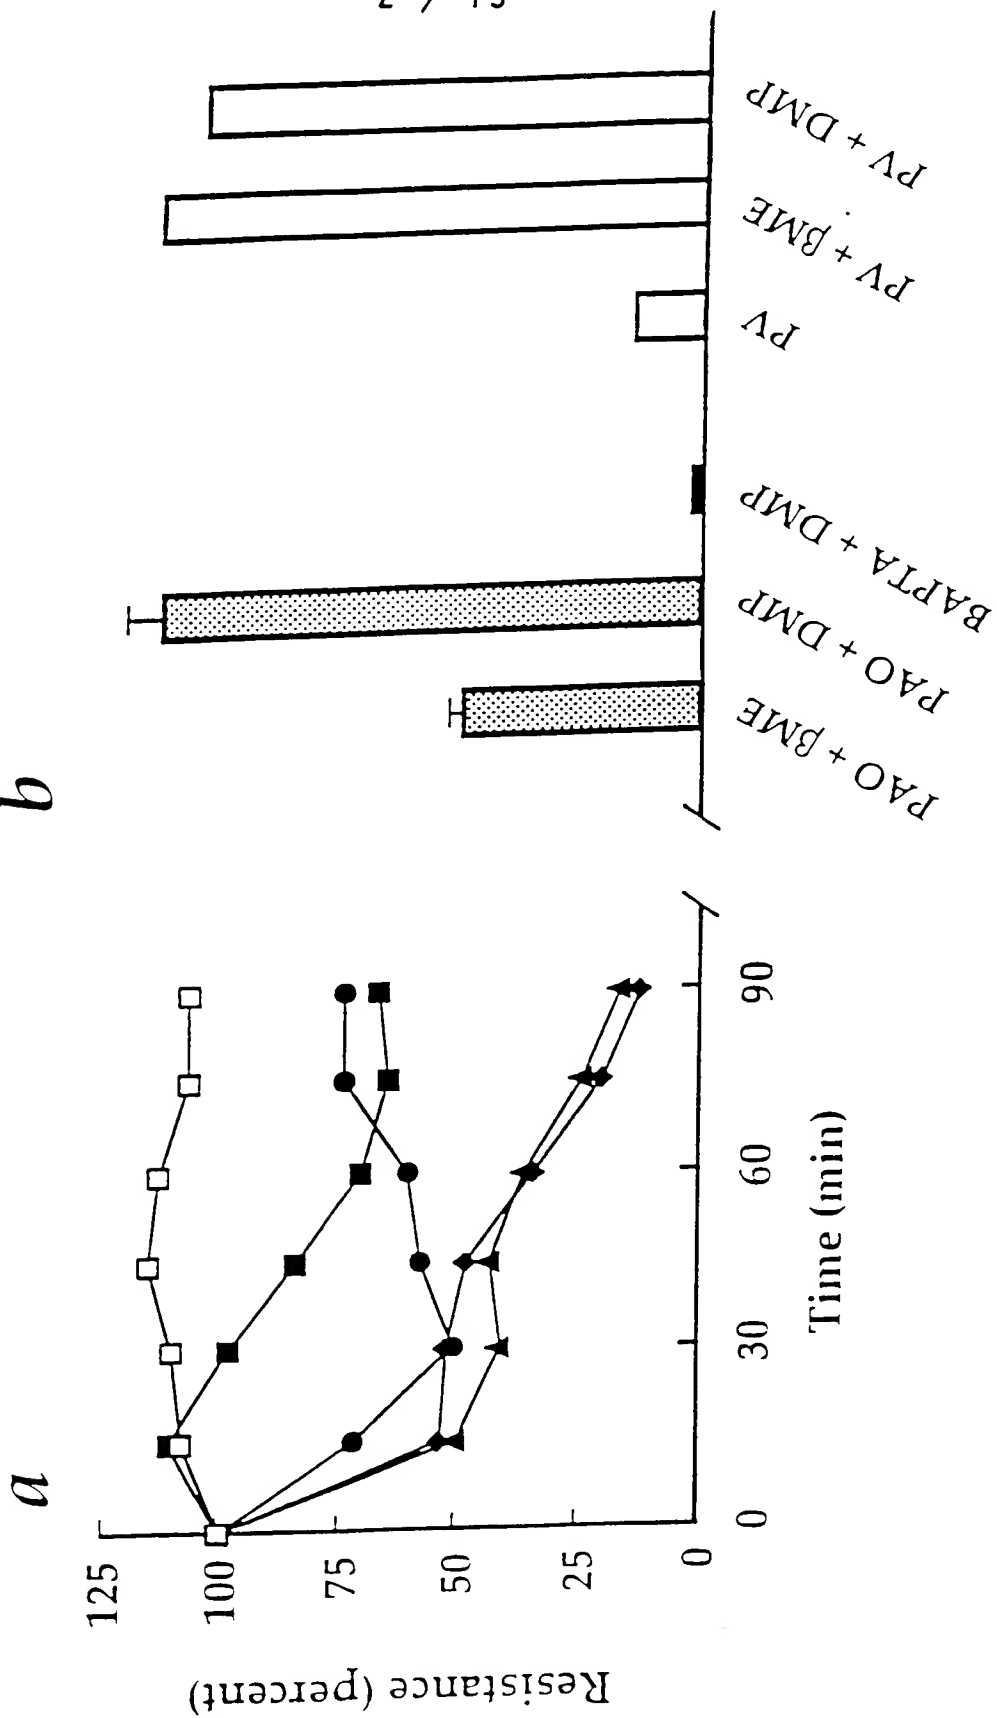 a
b
Resistance (percent)
125
100
75
50
25
0
0
30
60
90
Time (min)
PAO + βME
PAO + DMP
BAPTA + DMP
PV
PV + βME
PV + DMP